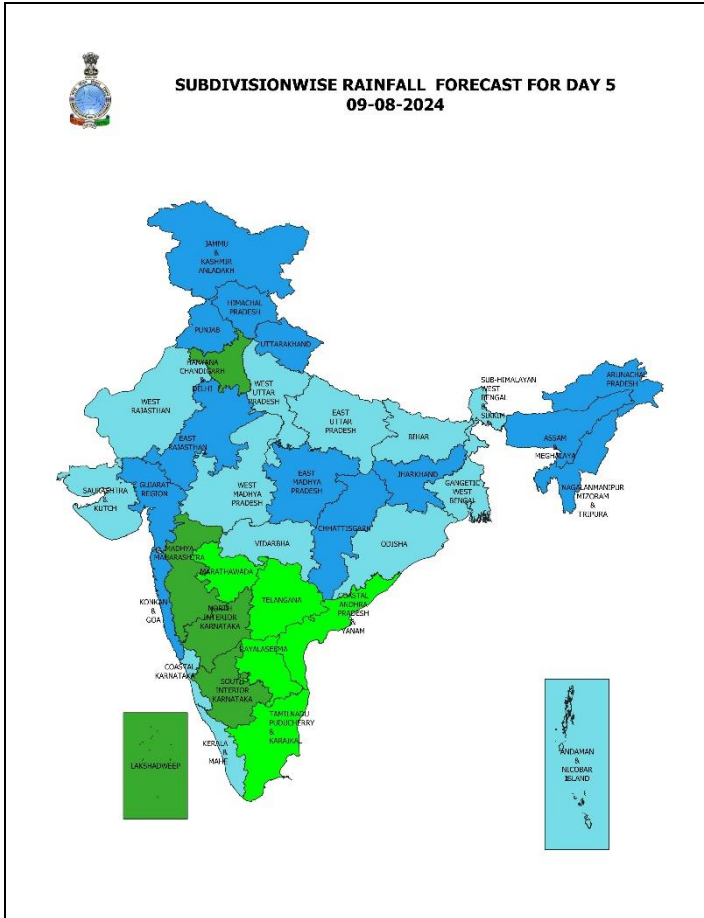 SUBDIVISIONWISE RAINFALL FORECAST FOR DAY 5
09-08-2024
JAMMU
&
KASHMIR
ANLADAKH
HIMACHAL
PRADESH
PUNJAB
UTTARAKHAND
HARYANA
CHANDIGARH
&
DELHI
WEST
UTTAR
PRADESH
WEST
RAJASTHAN
EAST
UTTAR
PRADESH
SUB-HIMALAYAN
WEST
BENGAL
&
SIKKIM
ARUNACHAL
PRADESH
BIHAR
EAST
RAJASTHAN
ASSAM
&
MEGHALAYA
NAGALANMANIPUR
MIZORAM
&
TRIPURA
SAURASHTRA
&
KUTCH
GUJARAT
REGION
WEST
MADHYA
PRADESH
EAST
MADHYA
PRADESH
JHARKHAND
GANGETIC
WEST
BENGAL
CHHATTISGARH
ODISHA
VIDARBHA
MADHYA
MAHARASHTRA
MARATHAWADA
TELANGANA
KONKAN
&
GOA
NORTH
INTERIOR
KARNATAKA
COASTAL
ANDHRA
PRADESH
&
YANAM
RAYALASEEMA
COASTAL
KARNATAKA
SOUTH
INTERIOR
KARNATAKA
TAMILNADU
PUDUCHERRY
&
KARAIKAL
KERALA
&
MAHE
LAKSHADWEEP
ANDAMAN
&
NICOBAR
ISLAND